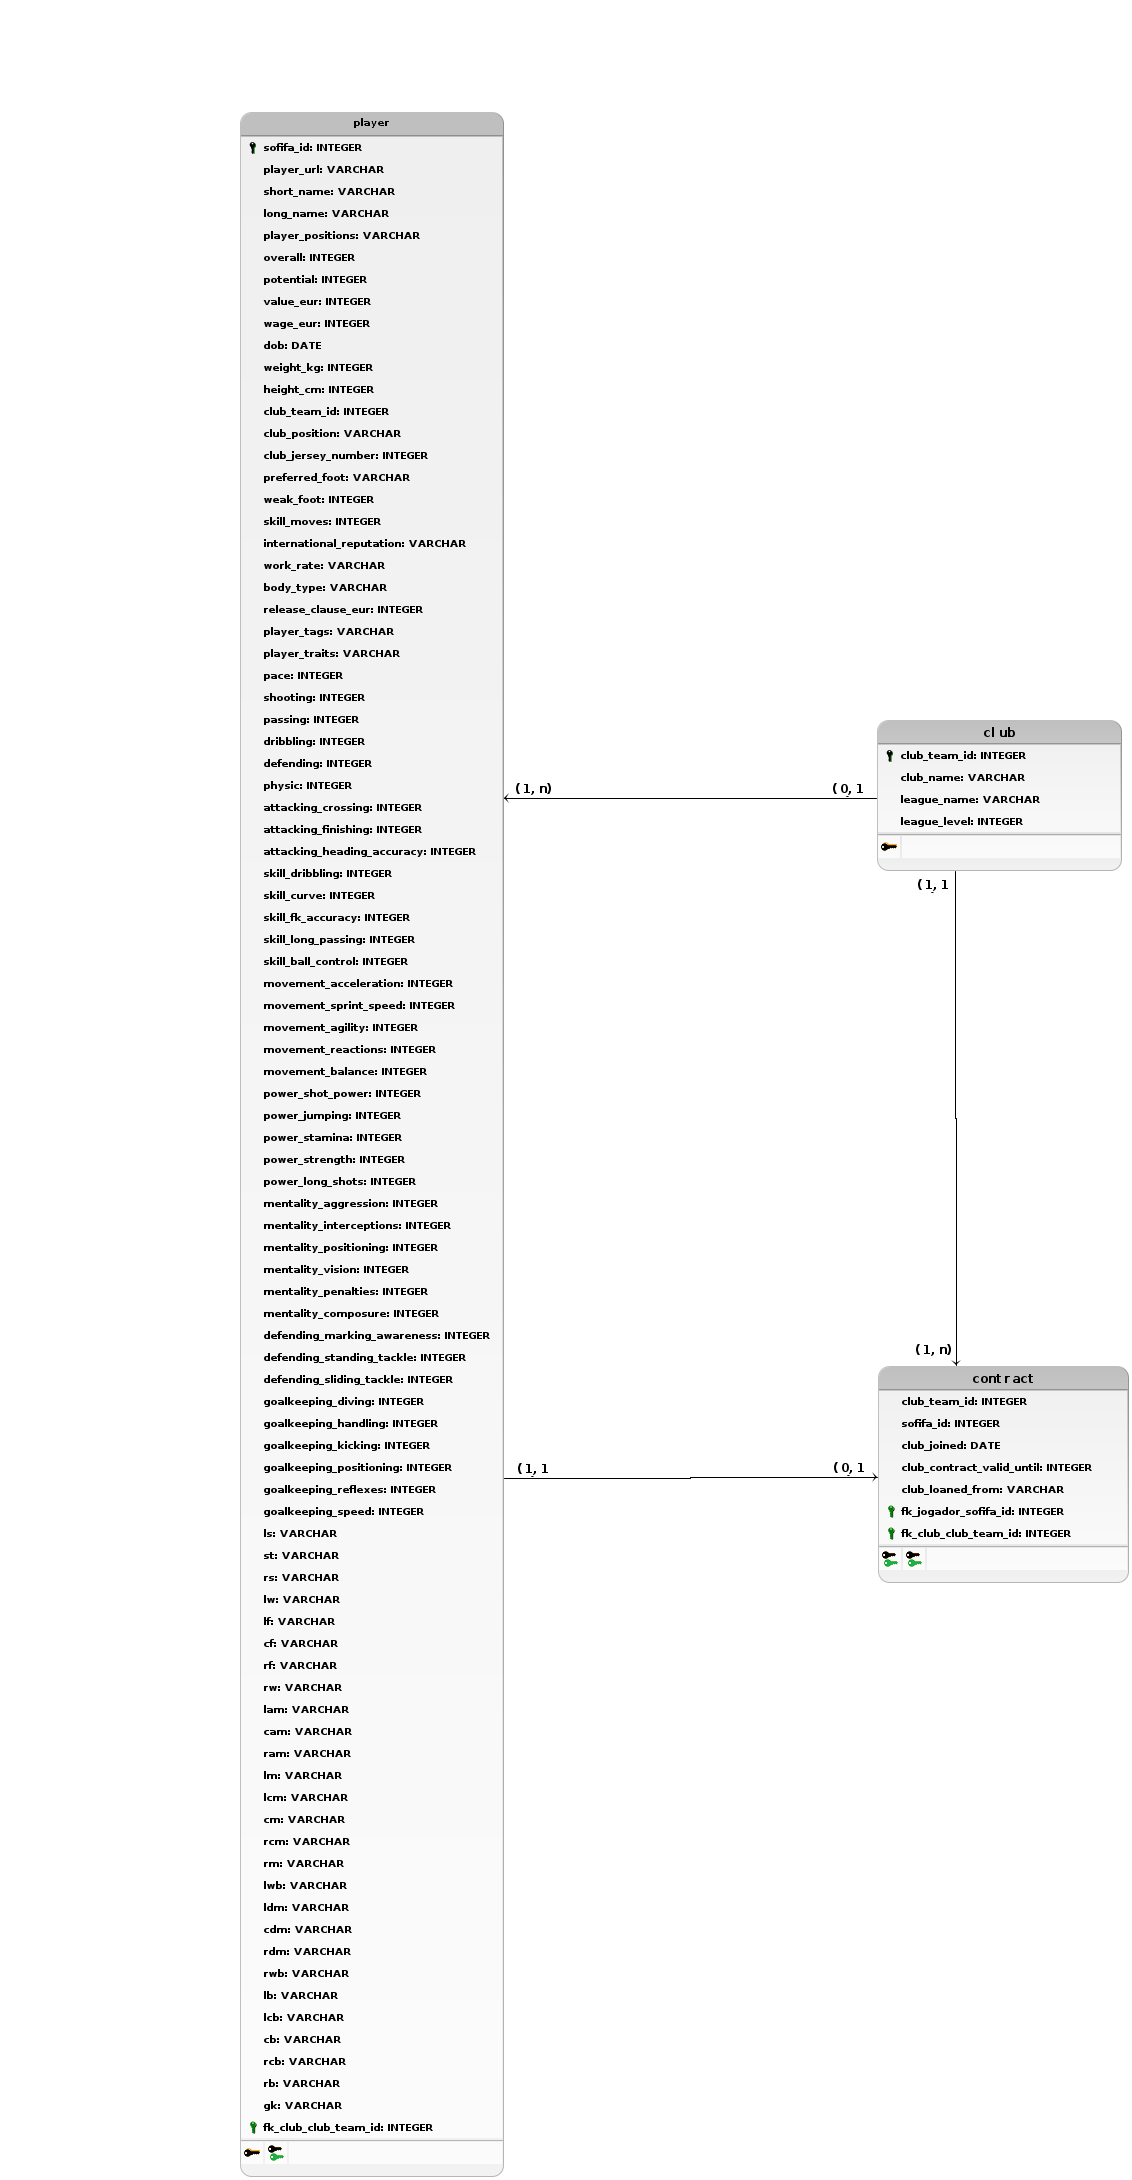 player
sofifa_id: INTEGER
player_url: VARCHAR
short_name: VARCHAR
long_name: VARCHAR
player_positions: VARCHAR
overall: INTEGER
potential: INTEGER
value_eur: INTEGER
wage_eur: INTEGER
dob: DATE
weight_kg: INTEGER
height_cm: INTEGER
club_team_id: INTEGER
club_position: VARCHAR
club_jersey_number: INTEGER
preferred_foot: VARCHAR
weak_foot: INTEGER
skill_moves: INTEGER
international_reputation: VARCHAR
work_rate: VARCHAR
body_type: VARCHAR
release_clause_eur: INTEGER
player_tags: VARCHAR
player_traits: VARCHAR
pace: INTEGER
shooting: INTEGER
passing: INTEGER
dribbling: INTEGER
defending: INTEGER
physic: INTEGER
attacking_crossing: INTEGER
attacking_finishing: INTEGER
attacking_heading_accuracy: INTEGER
skill_dribbling: INTEGER
skill_curve: INTEGER
skill_fk_accuracy: INTEGER
skill_long_passing: INTEGER
skill_ball_control: INTEGER
movement_acceleration: INTEGER
movement_sprint_speed: INTEGER
movement_agility: INTEGER
movement_reactions: INTEGER
movement_balance: INTEGER
power_shot_power: INTEGER
power_jumping: INTEGER
power_stamina: INTEGER
power_strength: INTEGER
power_long_shots: INTEGER
mentality_aggression: INTEGER
mentality_interceptions: INTEGER
mentality_positioning: INTEGER
mentality_vision: INTEGER
mentality_penalties: INTEGER
mentality_composure: INTEGER
defending_marking_awareness: INTEGER
defending_standing_tackle: INTEGER
defending_sliding_tackle: INTEGER
goalkeeping_diving: INTEGER
goalkeeping_handling: INTEGER
goalkeeping_kicking: INTEGER
goalkeeping_positioning: INTEGER
goalkeeping_reflexes: INTEGER
goalkeeping_speed: INTEGER
ls: VARCHAR
st: VARCHAR
rs: VARCHAR
lw: VARCHAR
lf: VARCHAR
cf: VARCHAR
rf: VARCHAR
rw: VARCHAR
lam: VARCHAR
cam: VARCHAR
ram: VARCHAR
lm: VARCHAR
lcm: VARCHAR
cm: VARCHAR
rcm: VARCHAR
rm: VARCHAR
lwb: VARCHAR
ldm: VARCHAR
cdm: VARCHAR
rdm: VARCHAR
rwb: VARCHAR
lb: VARCHAR
lcb: VARCHAR
cb: VARCHAR
rcb: VARCHAR
rb: VARCHAR
gk: VARCHAR
fk_club_club_team_id: INTEGER
(1, n)
(0, 1
club
club_team_id: INTEGER
club_name: VARCHAR
league_name: VARCHAR
league_level: INTEGER
(1, 1
(1, n)
(1, 1
(0, 1
contract
club_team_id: INTEGER
sofifa_id: INTEGER
club_joined: DATE
club_contract_valid_until: INTEGER
club_loaned_from: VARCHAR
fk_jogador_sofifa_id: INTEGER
fk_club_club_team_id: INTEGER